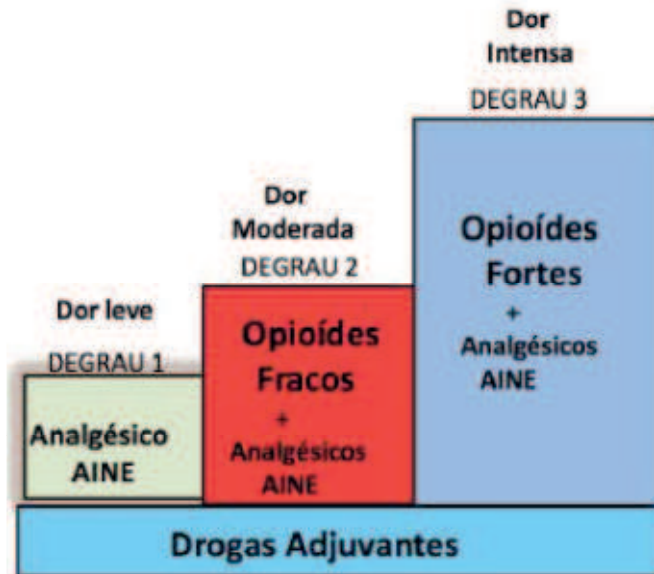 Dor leve
DEGRAU 1
Analgésico
AINE
Dor
Moderada
DEGRAU 2
Opioídes
Fracos
+
Analgésicos
AINE
Dor
Intensa
DEGRAU 3
Opioídes
Fortes
+
Analgésicos
AINE
Drogas Adjuvantes